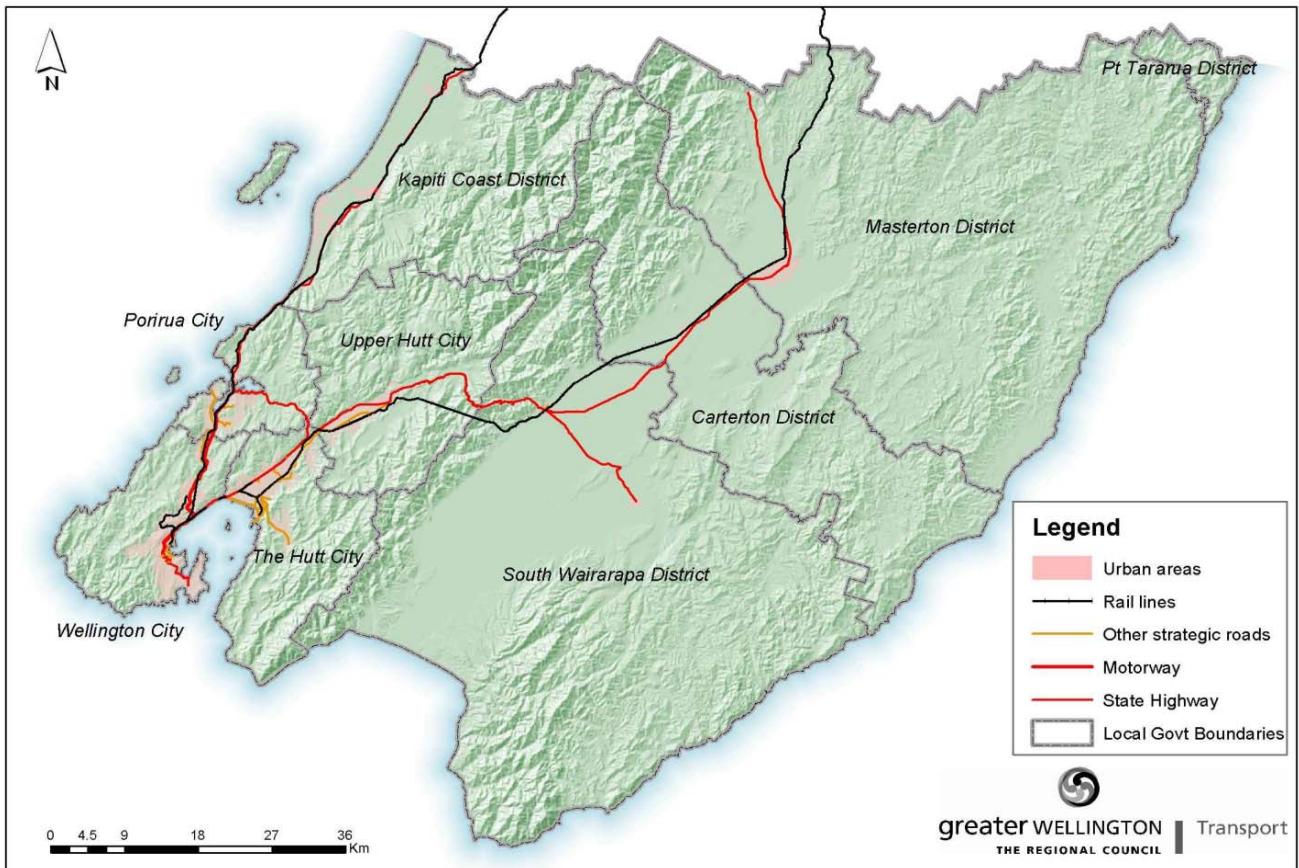 N
Pt Tararua District
Kapiti Coast District
Masterton District
Porirua City
Upper Hutt City
Carterton District
The Hutt City
South Wairarapa District
Wellington City
Legend
Urban areas
Rail lines
Other strategic roads
Motorway
State Highway
Local Govt Boundaries
0 4.5 9 18 27 36
Km
greater WELLINGTON
THE REGIONAL COUNCIL
Transport